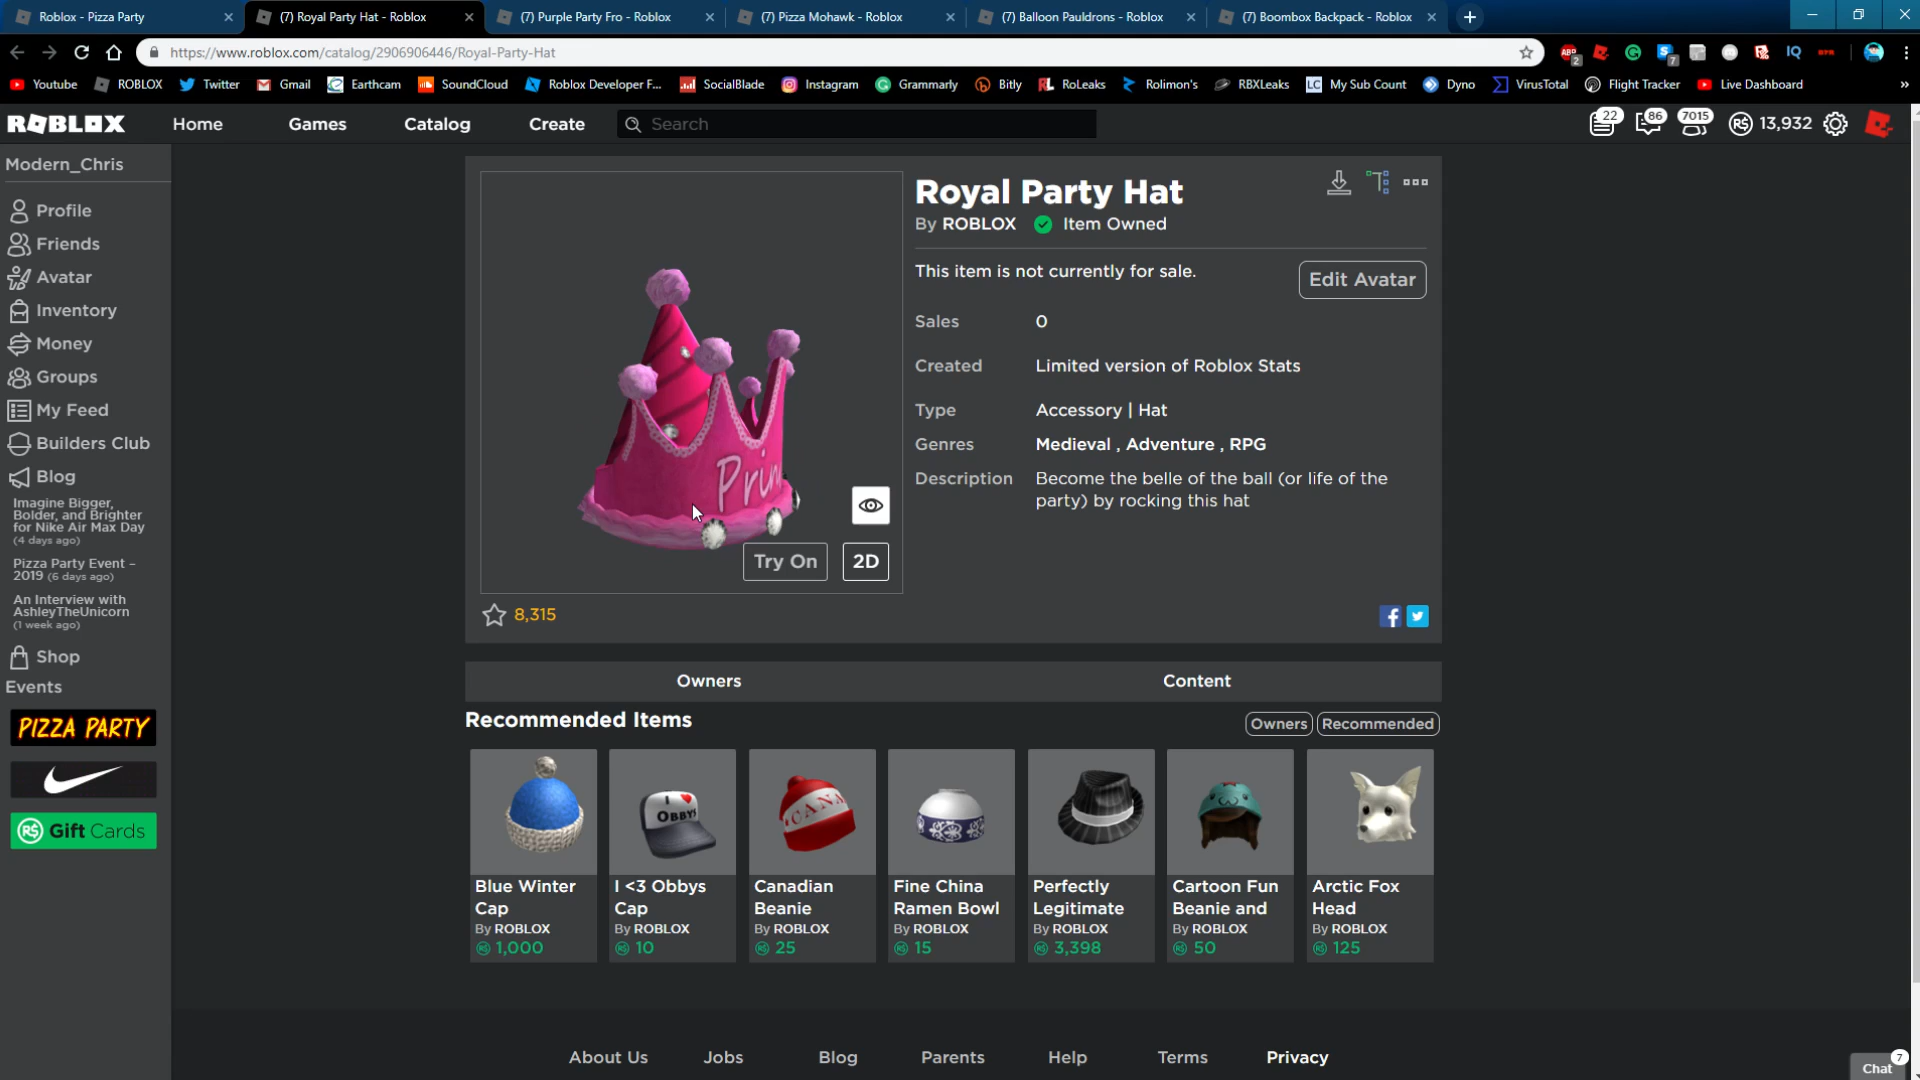 Roblox - Pizza Party
(7) Royal Party Hat - Roblox
(7) Purple Party Fro - Roblox
(7) Pizza Mohawk - Roblox
(7) Balloon Pauldrons - Roblox
(7) Boombox Backpack - Roblox
https://www.roblox.com/catalog/2906906446/Royal-Party-Hat
Youtube ROBLOX Twitter Gmail Earthcam SoundCloud Roblox Developer F... SocialBlade Instagram Grammarly Bitly RoLeaks Rolimon's RBXLeaks My Sub Count Dyno VirusTotal Flight Tracker Live Dashboard
ROBLOX Home Games Catalog Create Search 22 86 7015 13,932
Modern_Chris
Profile
Friends
Avatar
Inventory
Money
Groups
My Feed
Builders Club
Blog
Imagine Bigger,
Bolder, and Brighter
for Nike Air Max Day
(4 days ago)
Pizza Party Event –
2019 (6 days ago)
An Interview with
AshleyTheUnicorn
(1 week ago)
Shop
Events
PIZZA PARTY
Gift Cards
Prin
Try On 2D
8,315
Royal Party Hat
By ROBLOX Item Owned
This item is not currently for sale.
Edit Avatar
Sales 0
Created Limited version of Roblox Stats
Type Accessory | Hat
Genres Medieval , Adventure , RPG
Description Become the belle of the ball (or life of the
party) by rocking this hat
Owners Content
Recommended Items
Owners Recommended
I ♥
OBBYS
CANA
Blue Winter
Cap
By ROBLOX
1,000
I <3 Obbys
Cap
By ROBLOX
10
Canadian
Beanie
By ROBLOX
25
Fine China
Ramen Bowl
By ROBLOX
15
Perfectly
Legitimate
By ROBLOX
3,398
Cartoon Fun
Beanie and
By ROBLOX
50
Arctic Fox
Head
By ROBLOX
125
About Us Jobs Blog Parents Help Terms Privacy
Chat 7